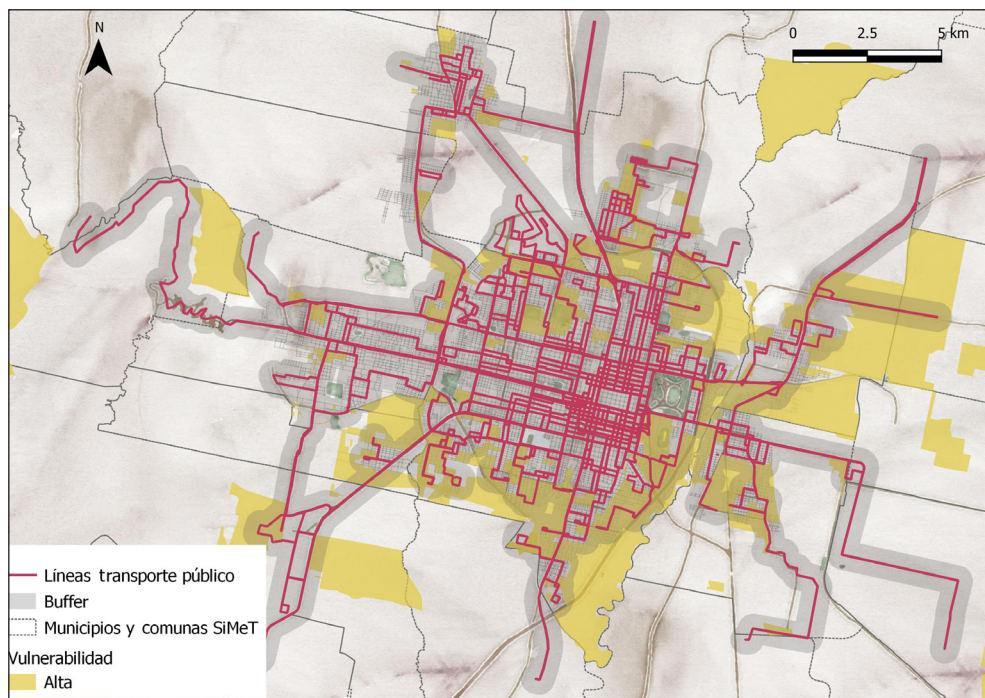 N
0 2.5 5 km
Líneas transporte público
Buffer
Municipios y comunas SiMeT
Vulnerabilidad
Alta